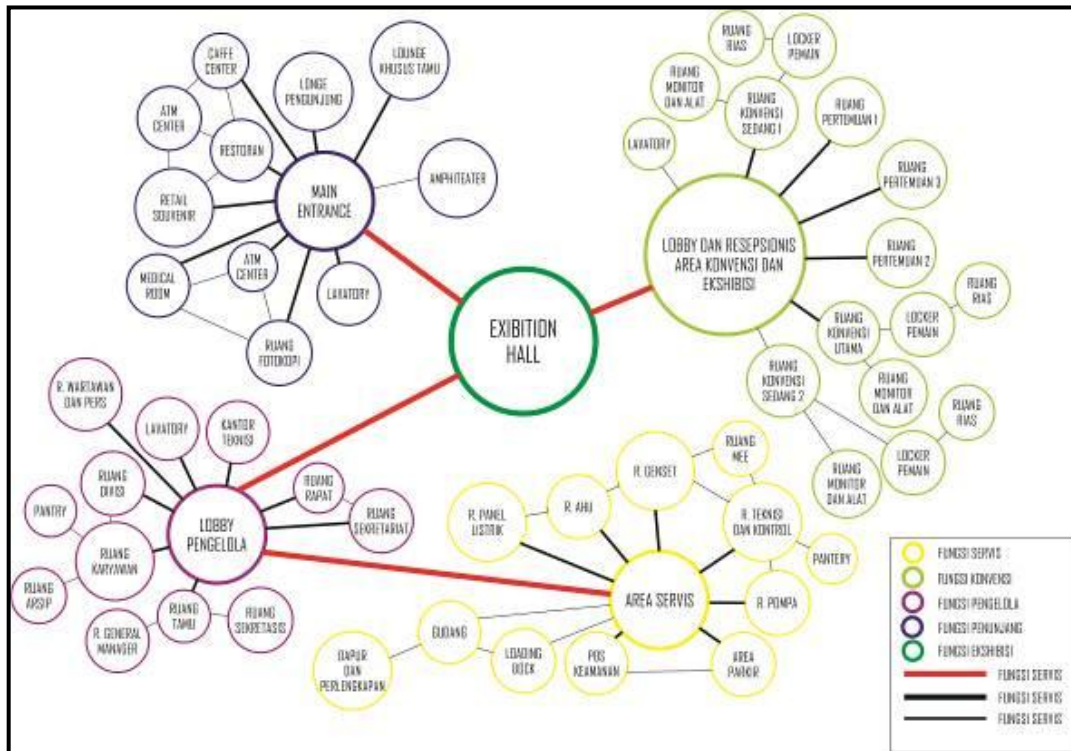 CAFFE
CENTER
LONGE
PENGUNJUNG
LOUNGE
KHUSUS TAMU
ATM
CENTER
RESTORAN
RETAIL
SOUVENIR
MAIN
ENTRANCE
AMPHITEATER
MEDICAL
ROOM
ATM
CENTER
LAVATORY
RUANG
FOTOKOPI
RUANG
RIAS
LOCKER
PEMAIN
RUANG
MONITOR
DAN ALAT
RUANG
KONVENSI
SEDANG 1
RUANG
PERTEMUAN 1
LAVATORY
RUANG
PERTEMUAN 3
LOBBY DAN RESEPSIONIS
AREA KONVENSI DAN
EKSHIBISI
RUANG
PERTEMUAN 2
RUANG
KONVENSI
UTAMA
LOCKER
PEMAIN
RUANG
RIAS
RUANG
MONITOR
DAN ALAT
RUANG
KONVENSI
SEDANG 2
RUANG
RIAS
LOCKER
PEMAIN
RUANG
MONITOR
DAN ALAT
EXIBITION
HALL
R. WARTAWAN
DAN PERS
LAVATORY
KANTOR
TEKNISI
RUANG
DIVISI
RUANG
RAPAT
RUANG
SEKRETARIAT
PANTRY
LOBBY
PENGELOLA
RUANG
KARYAWAN
RUANG
ARSIP
RUANG
TAMU
RUANG
SEKRETASIS
R. GENERAL
MANAGER
R. PANEL
LISTRIK
R. AHU
R. GENSET
RUANG
MEE
R. TEKNISI
DAN KONTROL
PANTERY
AREA SERVIS
R. POMPA
GUDANG
DAPUR
DAN
PERLENGKAPAN
LOADING
DOCK
POS
KEAMANAN
AREA
PARKIR
FUNGSI SERVIS
FUNGSI KONVENSI
FUNGSI PENGELOLA
FUNGSI PENUNJANG
FUNGSI EKSHIBISI
FUNGSI SERVIS
FUNGSI SERVIS
FUNGSI SERVIS